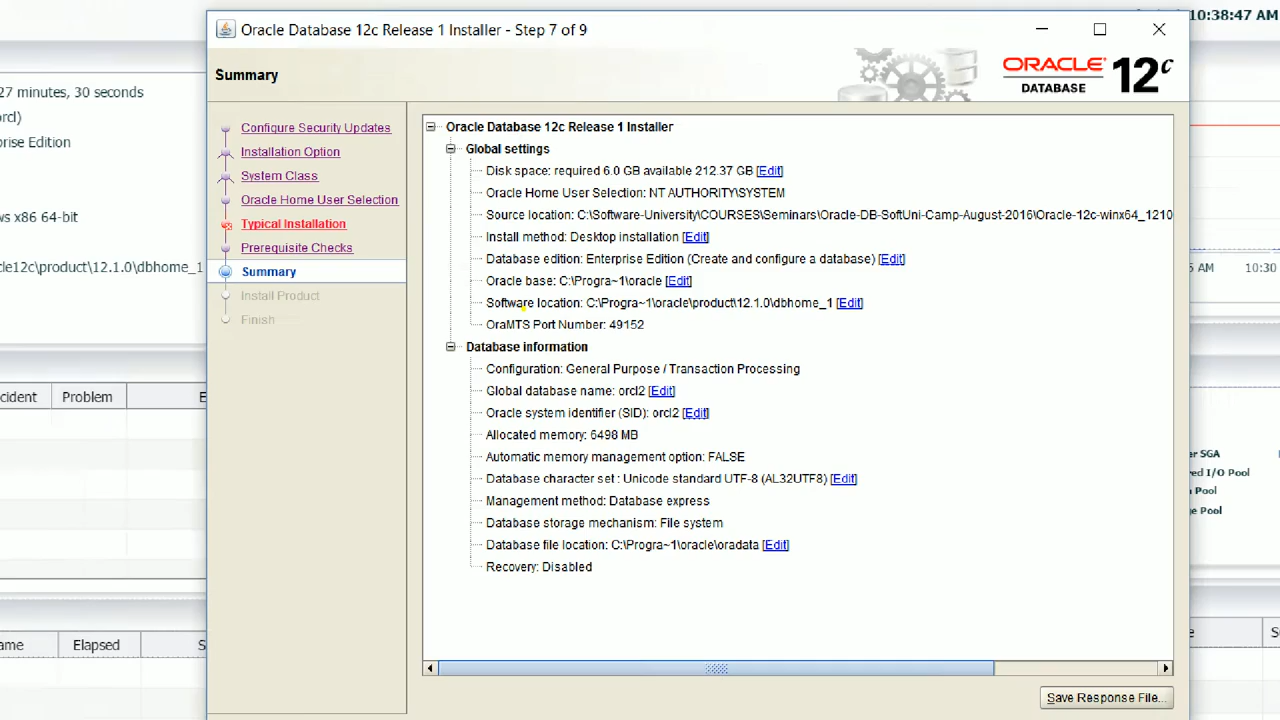 10:38:47 AM
Oracle Database 12c Release 1 Installer - Step 7 of 9
Summary
ORACLE
DATABASE
12c
27 minutes, 30 seconds
orcl)
rise Edition
ws x86 64-bit
cle12c\product\12.1.0\dbhome_1
Configure Security Updates
Installation Option
System Class
Oracle Home User Selection
Typical Installation
Prerequisite Checks
Summary
Install Product
Finish
Oracle Database 12c Release 1 Installer
Global settings
Disk space: required 6.0 GB available 212.37 GB [Edit]
Oracle Home User Selection: NT AUTHORITY\SYSTEM
Source location: C:\Software-University\COURSES\Seminars\Oracle-DB-SoftUni-Camp-August-2016\Oracle-12c-winx64_1210
Install method: Desktop installation [Edit]
Database edition: Enterprise Edition (Create and configure a database) [Edit]
Oracle base: C:\Progra~1\oracle [Edit]
Software location: C:\Progra~1\oracle\product\12.1.0\dbhome_1 [Edit]
OraMTS Port Number: 49152
Database information
Configuration: General Purpose / Transaction Processing
Global database name: orcl2 [Edit]
Oracle system identifier (SID): orcl2 [Edit]
Allocated memory: 6498 MB
Automatic memory management option: FALSE
Database character set : Unicode standard UTF-8 (AL32UTF8) [Edit]
Management method: Database express
Database storage mechanism: File system
Database file location: C:\Progra~1\oracle\oradata [Edit]
Recovery: Disabled
Save Response File...
cident Problem E
ame Elapsed S
5 AM 10:30
er SGA
ed I/O Pool
Pool
ge Pool
e S